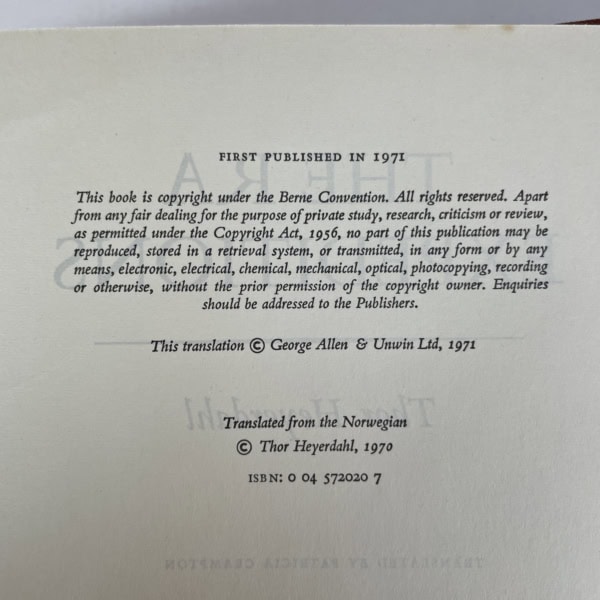 FIRST PUBLISHED IN 1971
This book is copyright under the Berne Convention. All rights reserved. Apart
from any fair dealing for the purpose of private study, research, criticism or review,
as permitted under the Copyright Act, 1956, no part of this publication may be
reproduced, stored in a retrieval system, or transmitted, in any form or by any
means, electronic, electrical, chemical, mechanical, optical, photocopying, recording
or otherwise, without the prior permission of the copyright owner. Enquiries
should be addressed to the Publishers.
This translation © George Allen & Unwin Ltd, 1971
Translated from the Norwegian
© Thor Heyerdahl, 1970
ISBN: 0 04 572020 7